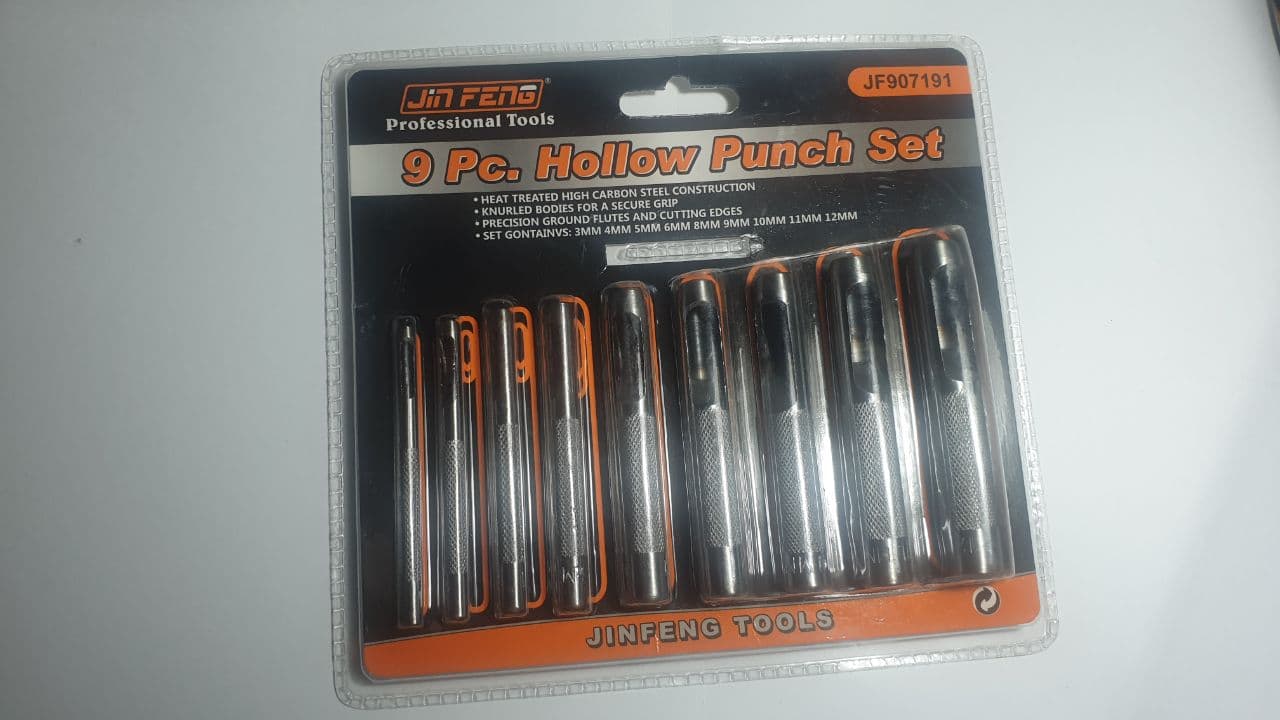 JIN FENG®
Professional Tools
JF907191
9 Pc. Hollow Punch Set
• HEAT TREATED HIGH CARBON STEEL CONSTRUCTION
• KNURLED BODIES FOR A SECURE GRIP
• PRECISION GROUND FLUTES AND CUTTING EDGES
• SET GONTAINVS: 3MM 4MM 5MM 6MM 8MM 9MM 10MM 11MM 12MM
JINFENG TOOLS